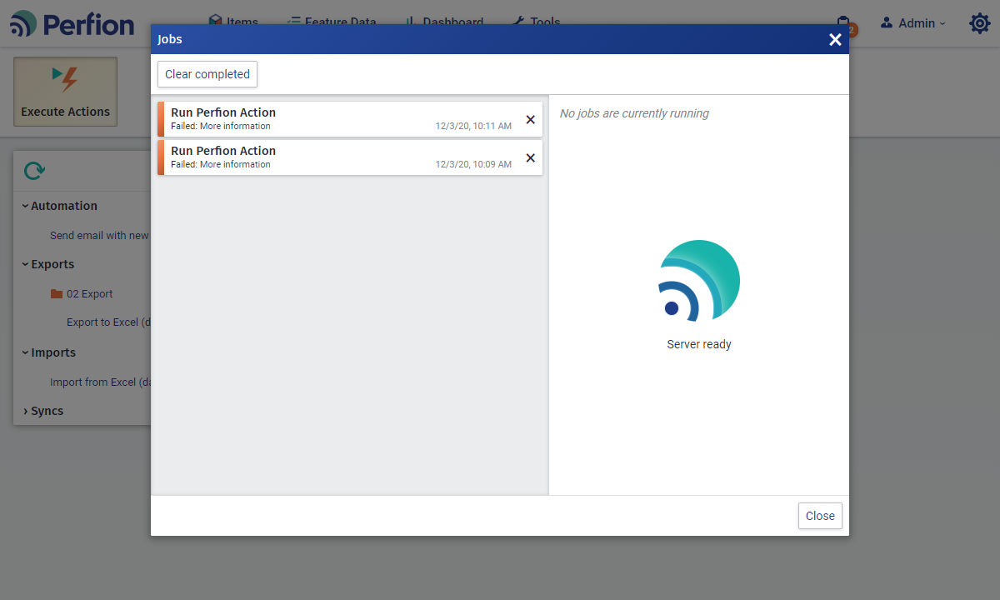 Perfion
Items
Feature Data
Dashboard
Tools
2
Admin
Jobs
Clear completed
Execute Actions
Run Perfion Action
Failed: More information
12/3/20, 10:11 AM
Run Perfion Action
Failed: More information
12/3/20, 10:09 AM
No jobs are currently running
Server ready
Automation
Send email with new
Exports
02 Export
Export to Excel (d
Imports
Import from Excel (da
Syncs
Close